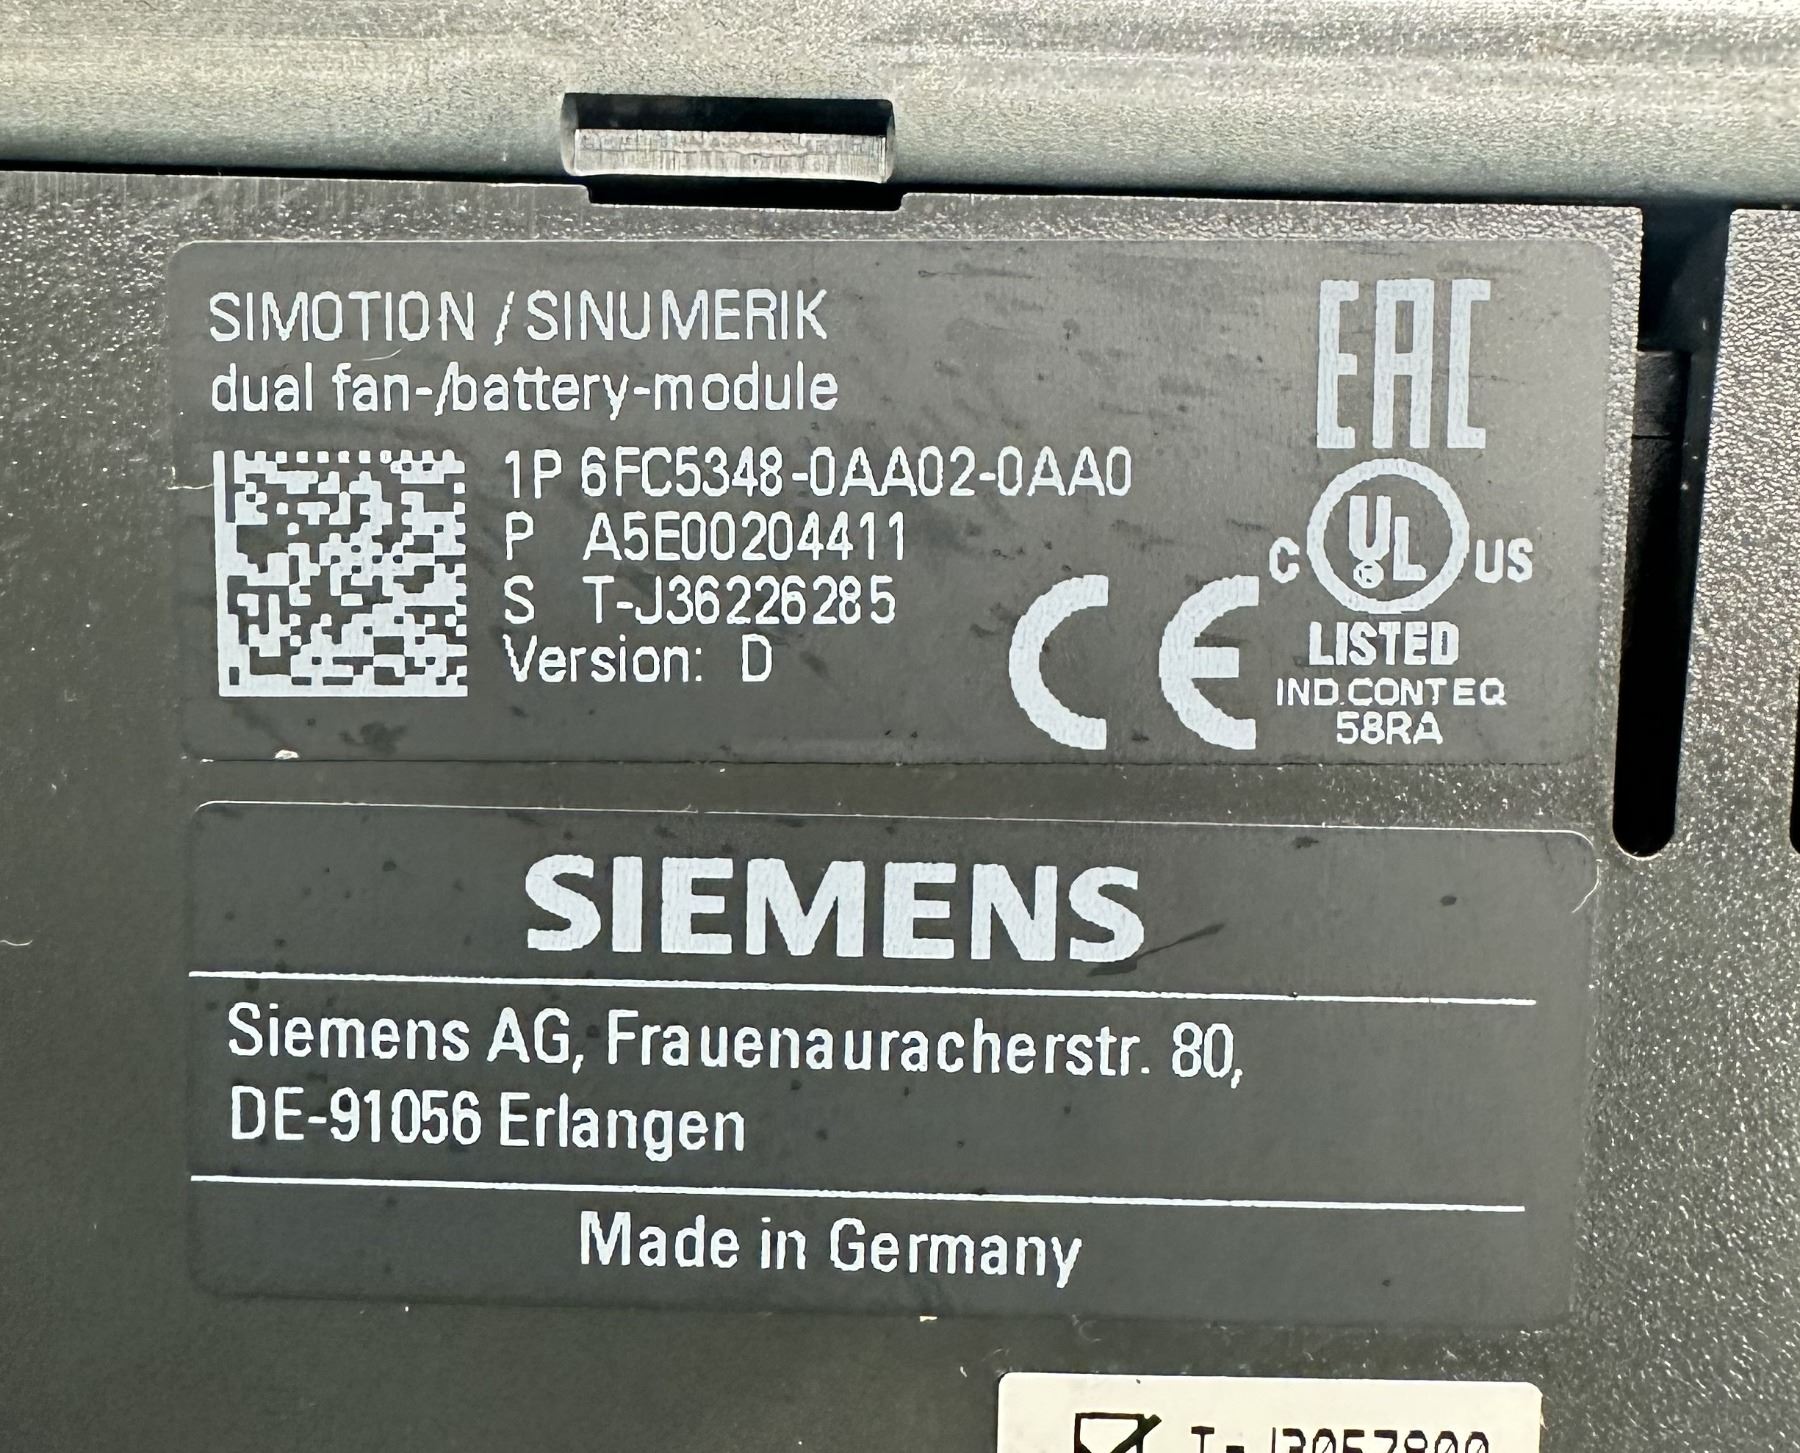 SIMOTION / SINUMERIK
dual fan-/battery-module
EAC
1P 6FC5348-0AA02-0AA0
P A5E00204411
S T-J36226285
Version: D
CE
C UL US
®
LISTED
IND.CONT EQ
58RA
SIEMENS
Siemens AG, Frauenauracherstr. 80,
DE-91056 Erlangen
Made in Germany
T-J3057800